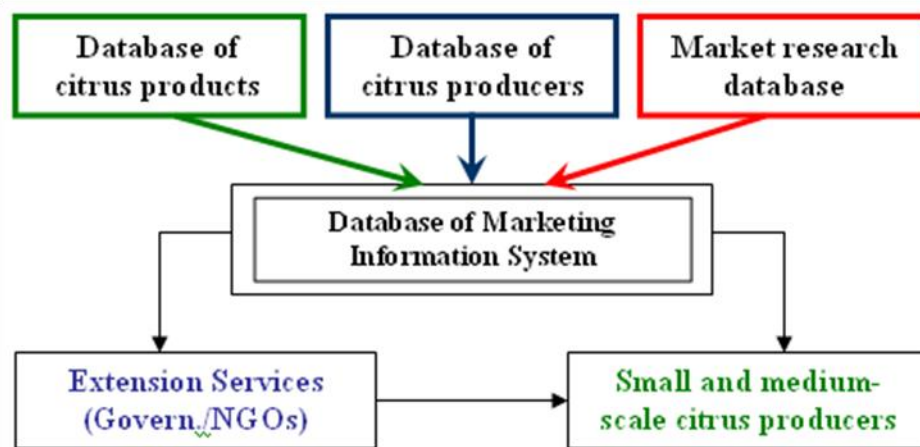 Database of
citrus products
Database of
citrus producers
Market research
database
Database of Marketing
Information System
Extension Services
(Govern./NGOs)
Small and medium-
scale citrus producers